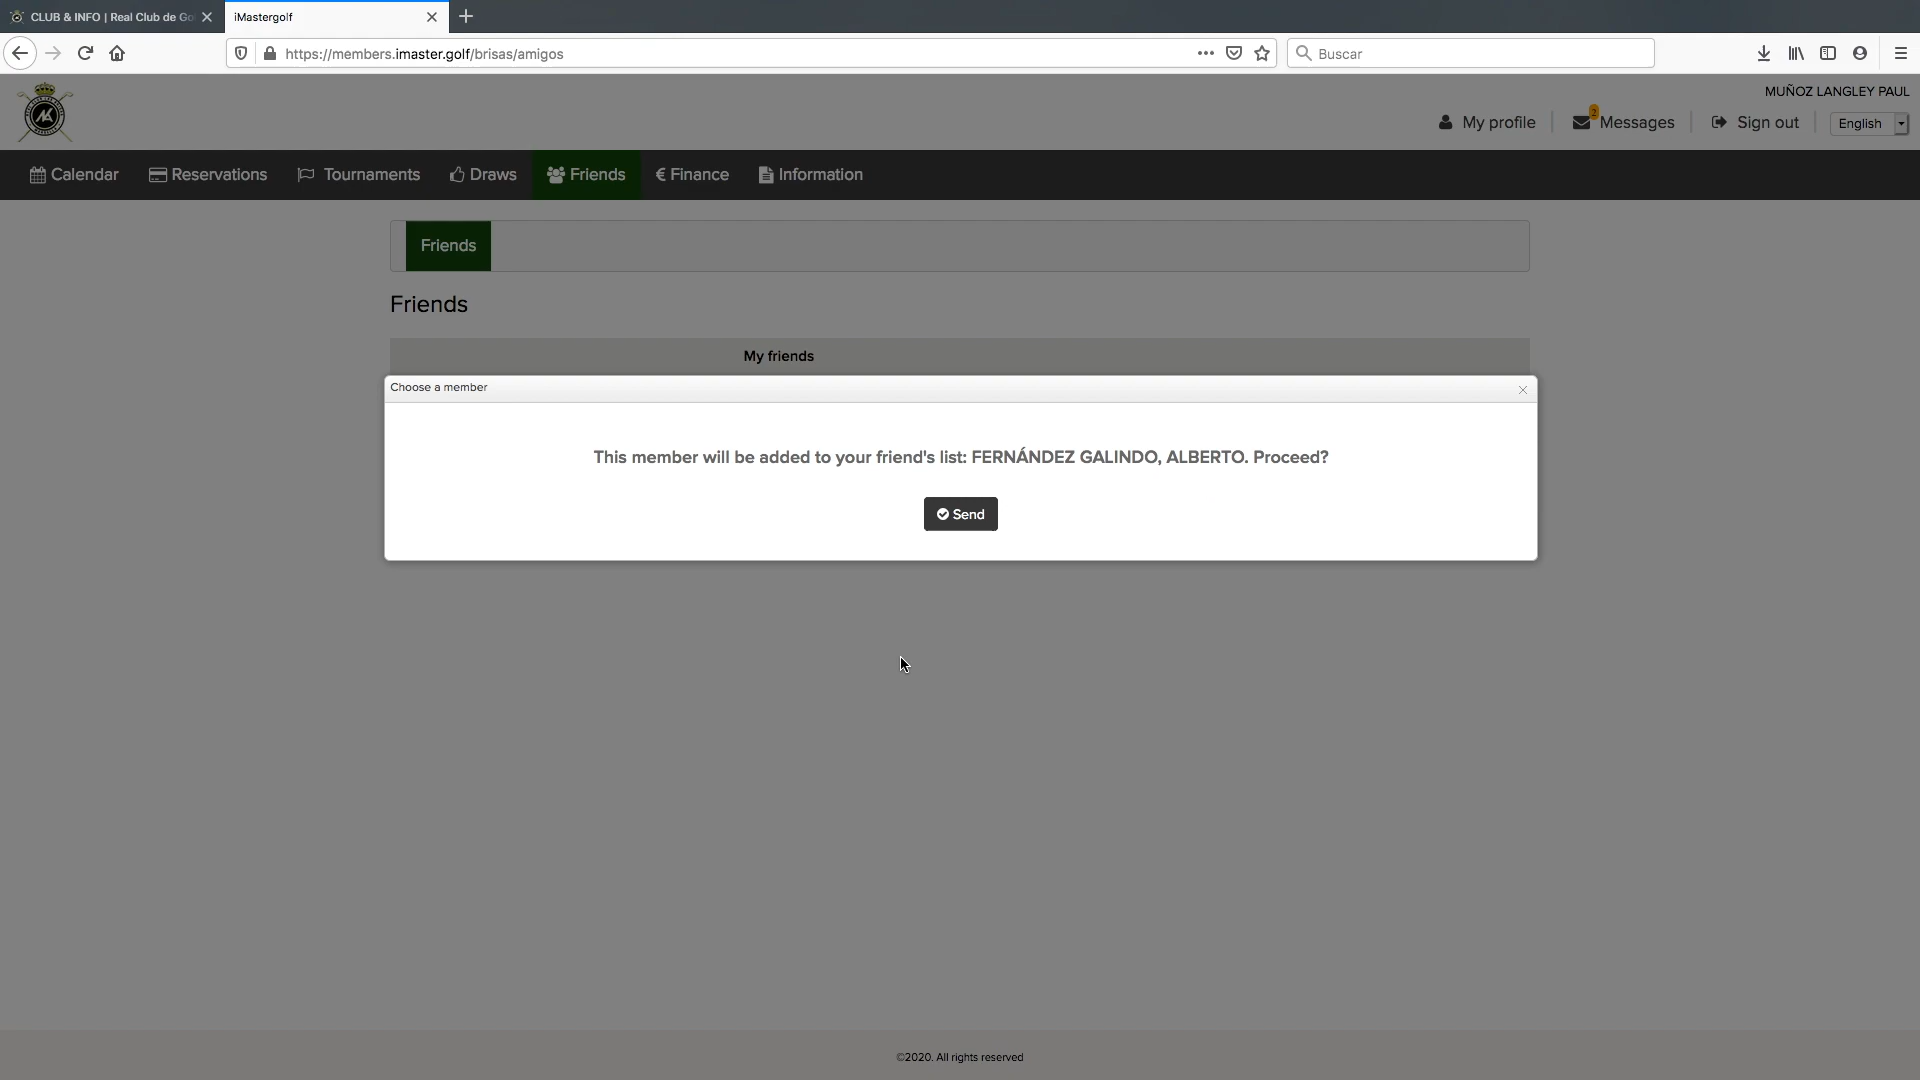 CLUB & INFO | Real Club de Go
iMastergolf
https://members.imaster.golf/brisas/amigos
Buscar
MUÑOZ LANGLEY PAUL
My profile
2
Messages
Sign out
English
Calendar
Reservations
Tournaments
Draws
Friends
€ Finance
Information
Friends
Friends
My friends
Choose a member
This member will be added to your friend's list: FERNÁNDEZ GALINDO, ALBERTO. Proceed?
Send
©2020. All rights reserved